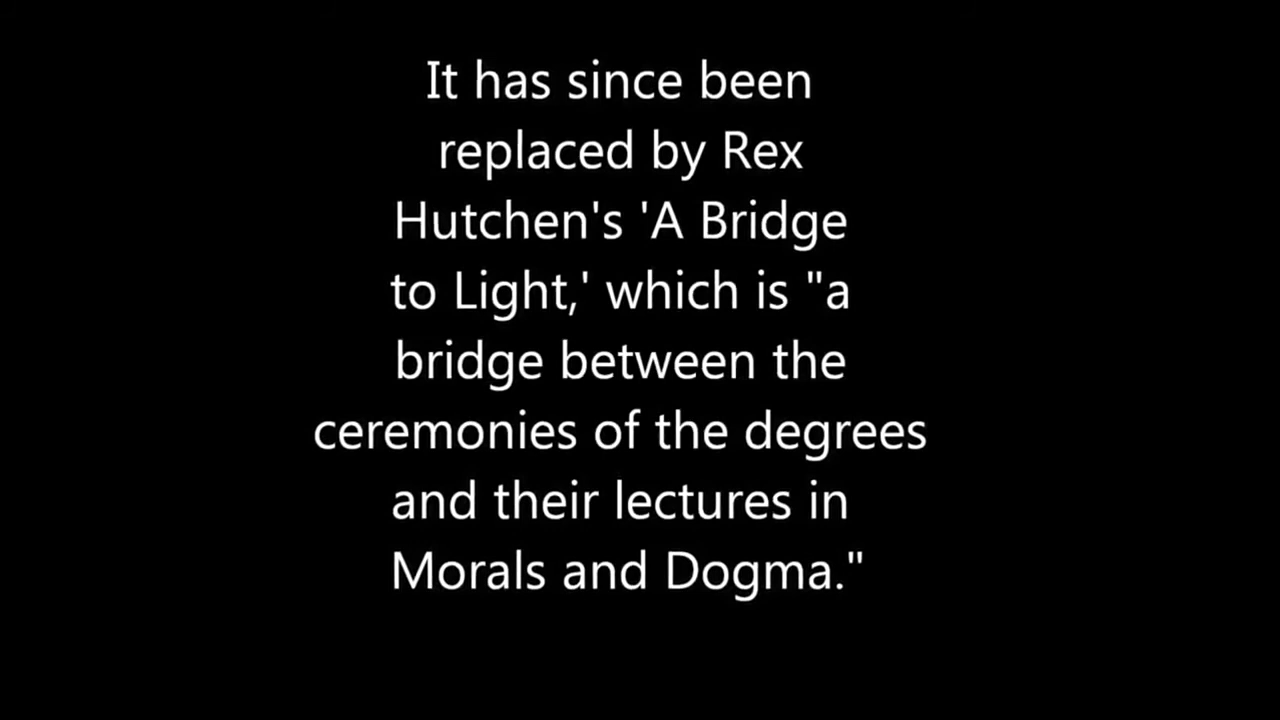 It has since been
replaced by Rex
Hutchen's 'A Bridge
to Light,' which is "a
bridge between the
ceremonies of the degrees
and their lectures in
Morals and Dogma."